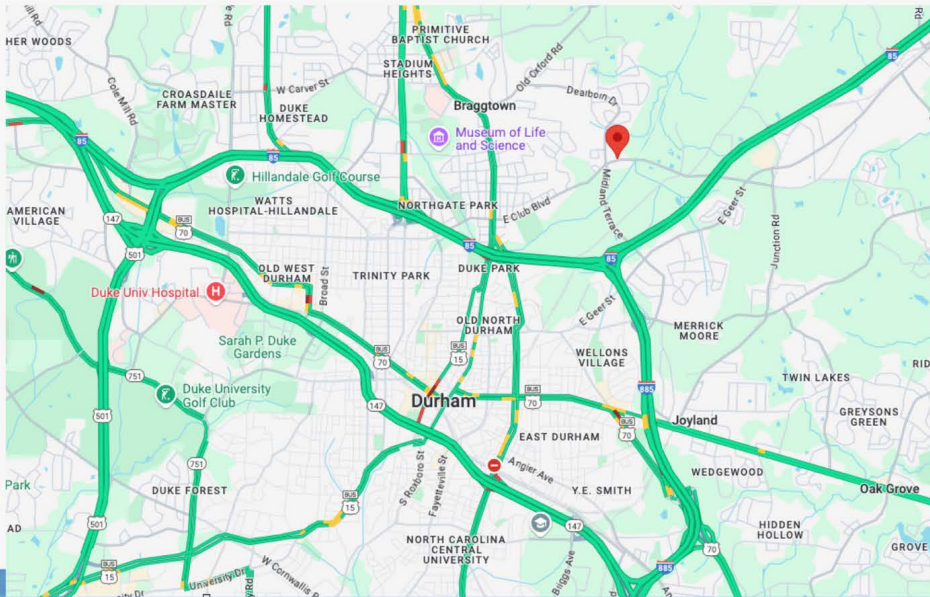 HER WOODS
Cole Mill Rd
CROASDAILE
FARM MASTER
W Carver St
DUKE
HOMESTEAD
PRIMITIVE
BAPTIST CHURCH
STADIUM
HEIGHTS
Old Oxford Rd
Braggtown
Dearborn Dr
Museum of Life
and Science
Rd
85
85
85
Hillandale Golf Course
WATTS
HOSPITAL-HILLANDALE
NORTHGATE PARK
E Club Blvd
Midland Terrace
E Geer St
Junction Rd
AMERICAN
VILLAGE
147
501
BUS
70
OLD WEST
DURHAM
Broad St
TRINITY PARK
85
DUKE PARK
85
Duke Univ Hospital
H
Sarah P. Duke
Gardens
OLD NORTH
DURHAM
E Geer St
MERRICK
MOORE
WELLONS
VILLAGE
BUS
15
BUS
70
751
Duke University
Golf Club
TWIN LAKES
RID
885
501
147
Durham
BUS
70
BUS
70
Joyland
GREYSONS
GREEN
EAST DURHAM
751
Park
DUKE FOREST
BUS
15
S Roxboro St
Fayetteville St
Angier Ave
WEDGEWOOD
Y.E. SMITH
Oak Grove
501
AD
NORTH CAROLINA
CENTRAL
UNIVERSITY
147
HIDDEN
HOLLOW
70
GROVE
BUS
15
University Dr
W Cornwallis
Briggs Ave
885